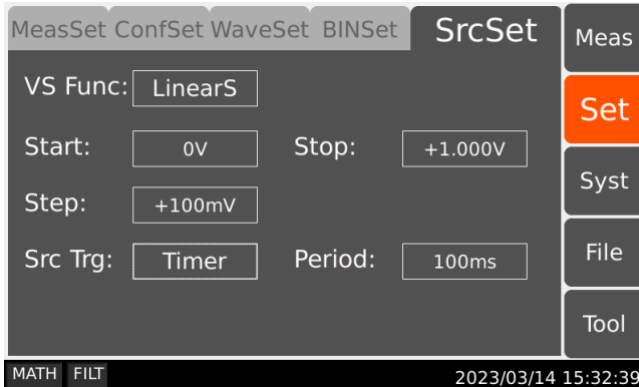 MeasSet ConfSet WaveSet BINSet SrcSet
Meas
VS Func: LinearS
Set
Start: 0V Stop: +1.000V
Syst
Step: +100mV
Src Trg: Timer Period: 100ms
File
Tool
MATH FILT 2023/03/14 15:32:39